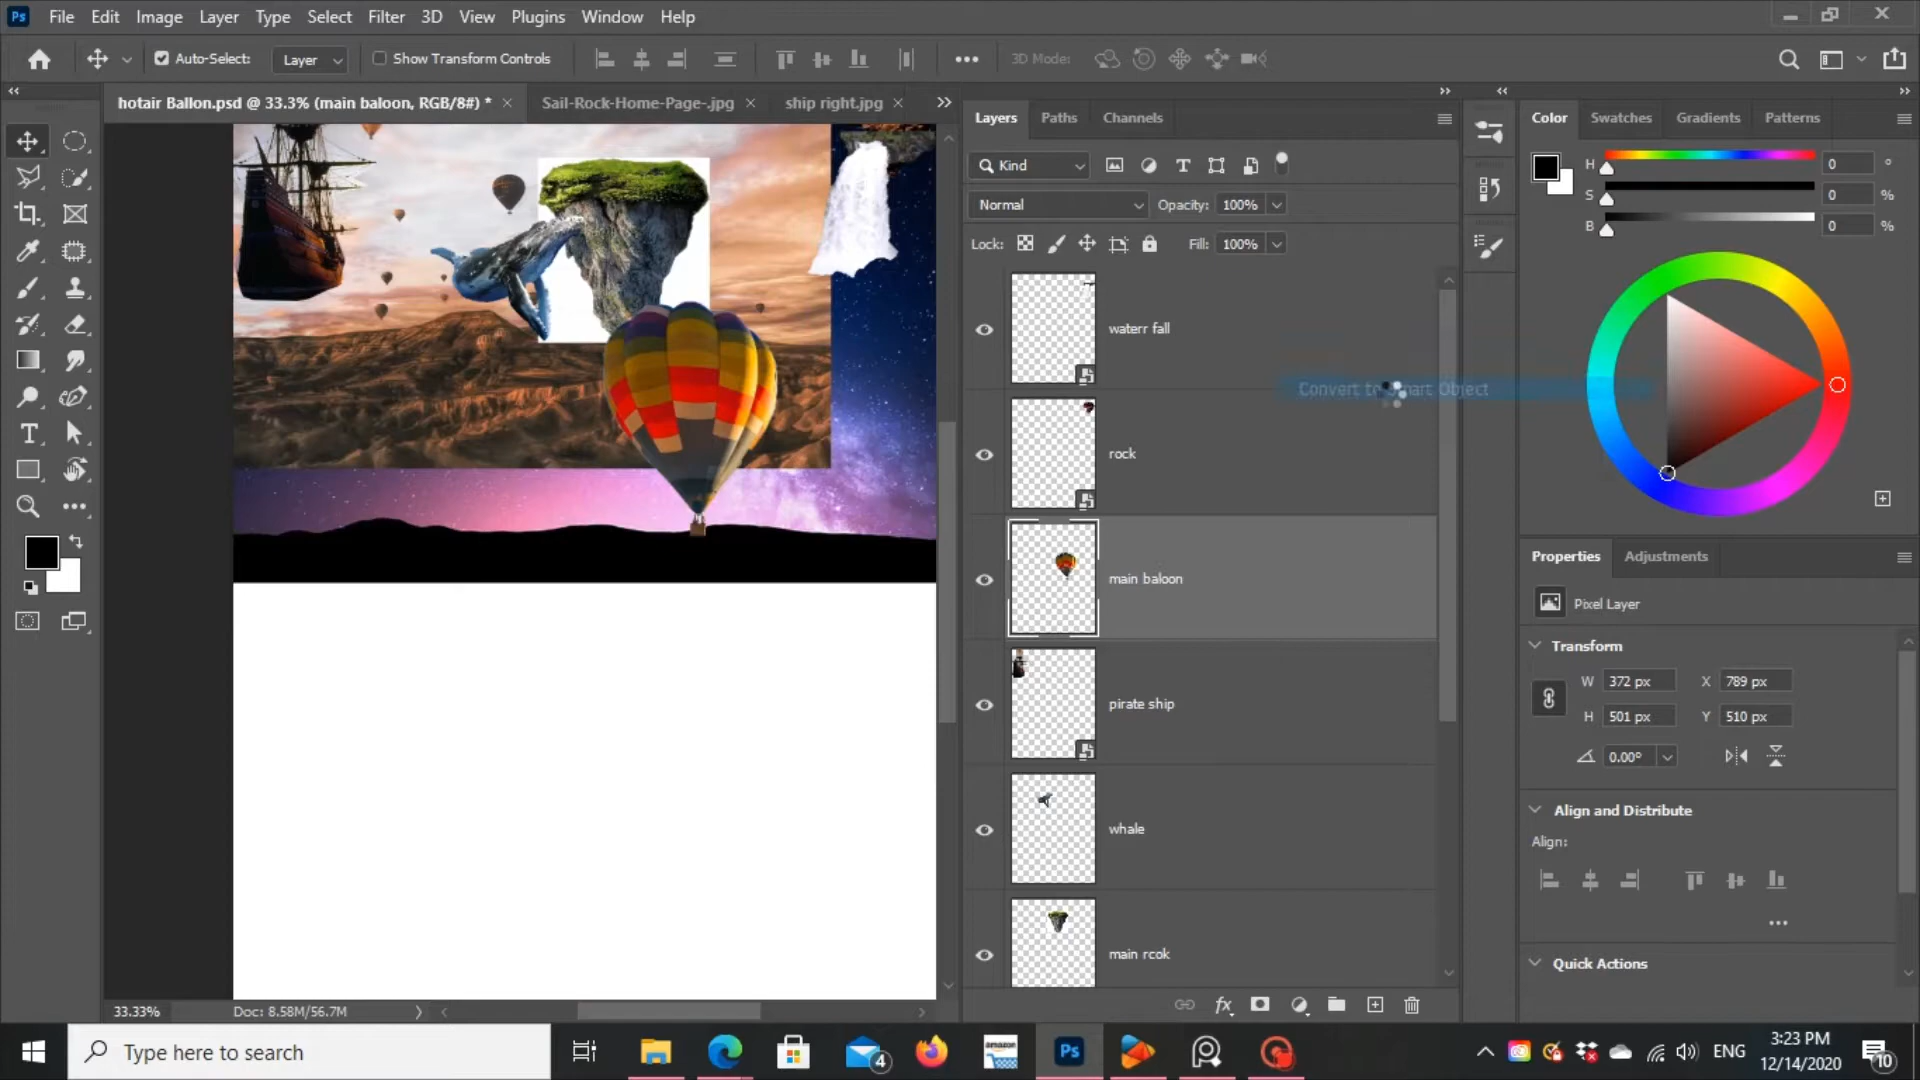 Ps File Edit Image Layer Type Select Filter 3D View Plugins Window Help
Auto-Select: Layer Show Transform Controls 3D Mode:
hotair Ballon.psd @ 33.3% (main baloon, RGB/8#) * Sail-Rock-Home-Page-.jpg ship right.jpg
Layers Paths Channels
Kind
Normal Opacity: 100%
Lock: Fill: 100%
waterr fall
Convert to Smart Object
rock
main baloon
pirate ship
whale
main rcok
Color Swatches Gradients Patterns
H 0 °
S 0 %
B 0 %
Properties Adjustments
Pixel Layer
Transform
W 372 px X 789 px
H 501 px Y 510 px
0.00°
Align and Distribute
Align:
Quick Actions
33.33% Doc: 8.58M/56.7M
Type here to search
amazon
4
Ps
ENG
3:23 PM
12/14/2020
10